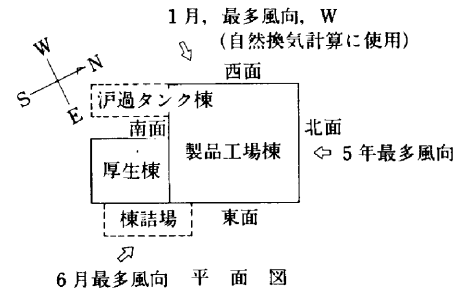 1月，最多風向，W
(自然換気計算に使用)
W
N
S
E
西面
沪過タンク棟
南面
製品工場棟
北面
5年最多風向
厚生棟
棟詰場
東面
6月最多風向
平面図